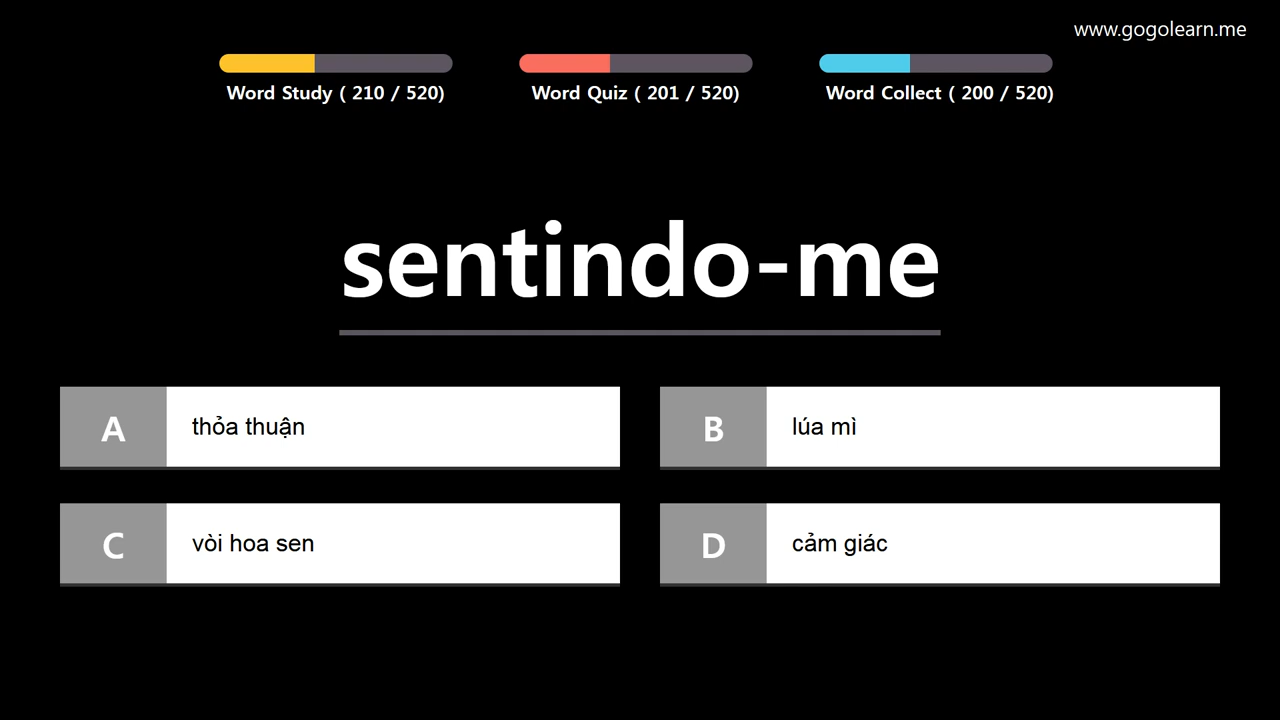 www.gogolearn.me
Word Study ( 210 / 520)
Word Quiz ( 201 / 520)
Word Collect ( 200 / 520)
sentindo-me
A thỏa thuận
B lúa mì
C vòi hoa sen
D cảm giác